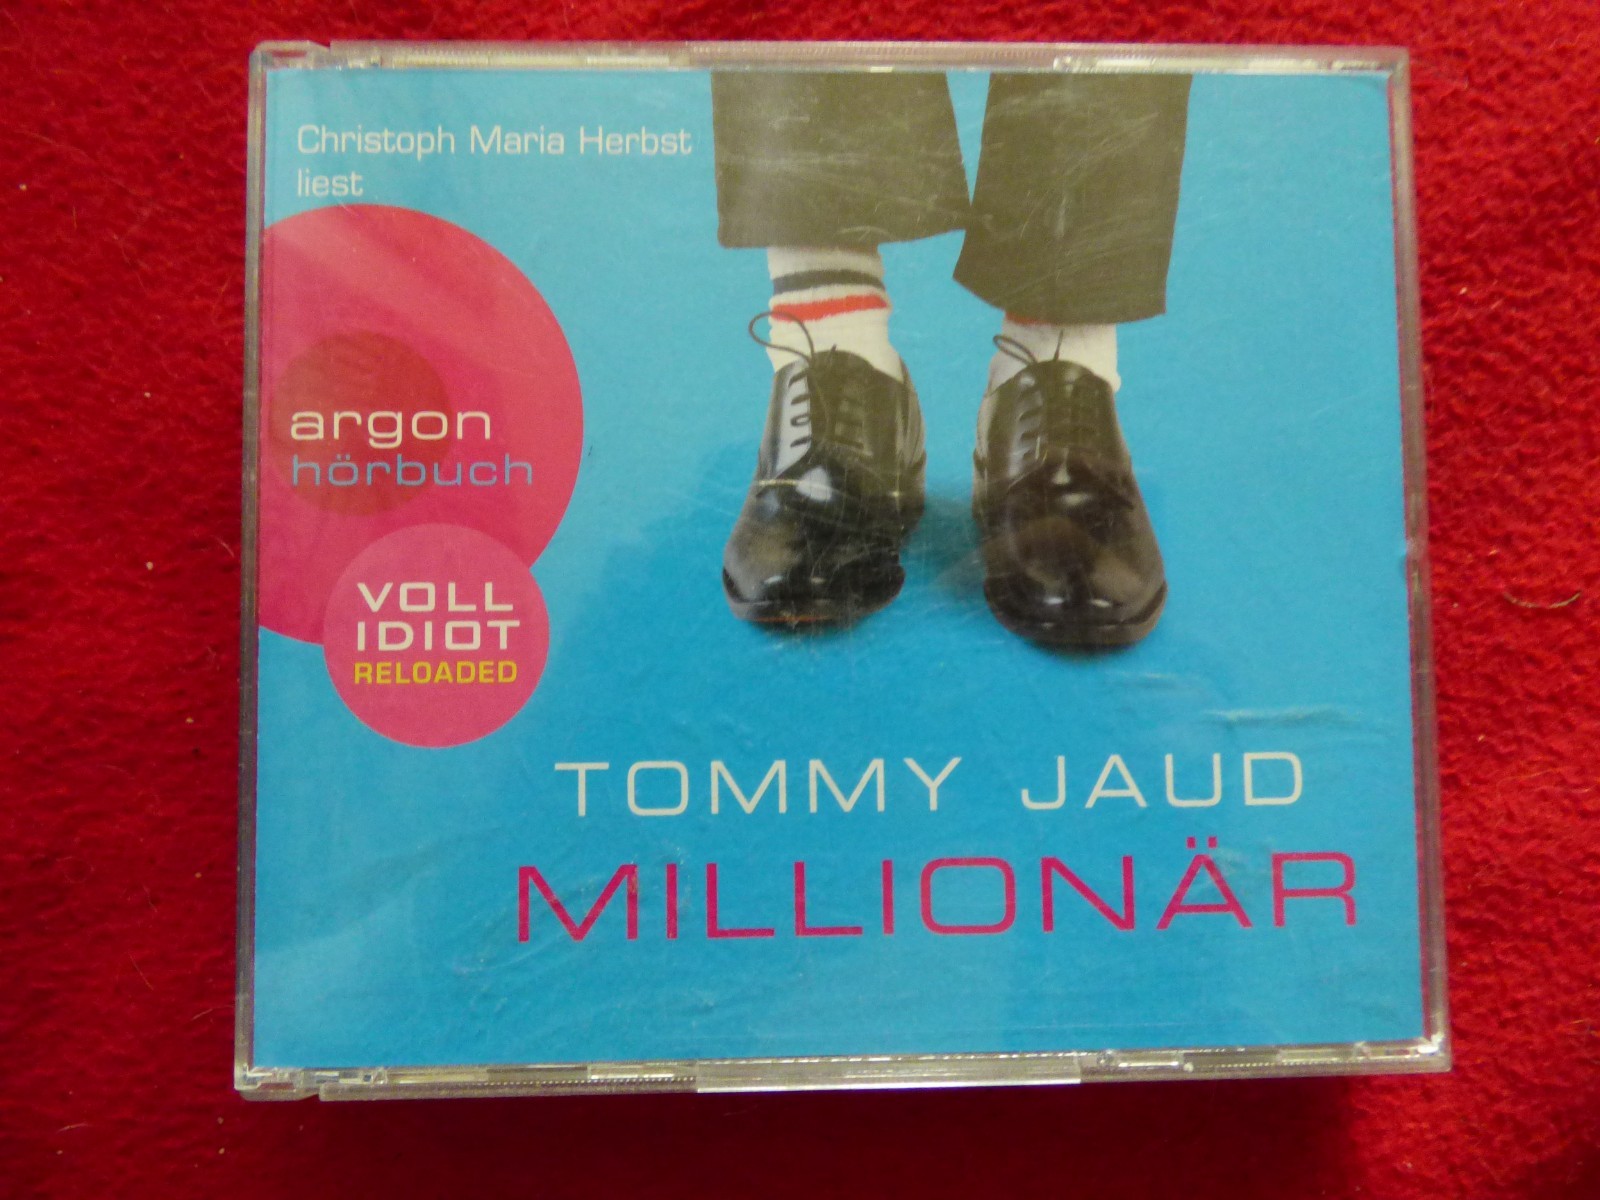 Christoph Maria Herbst
liest
argon
hörbuch
VOLL
IDIOT
RELOADED
TOMMY JAUD
MILLIONÄR